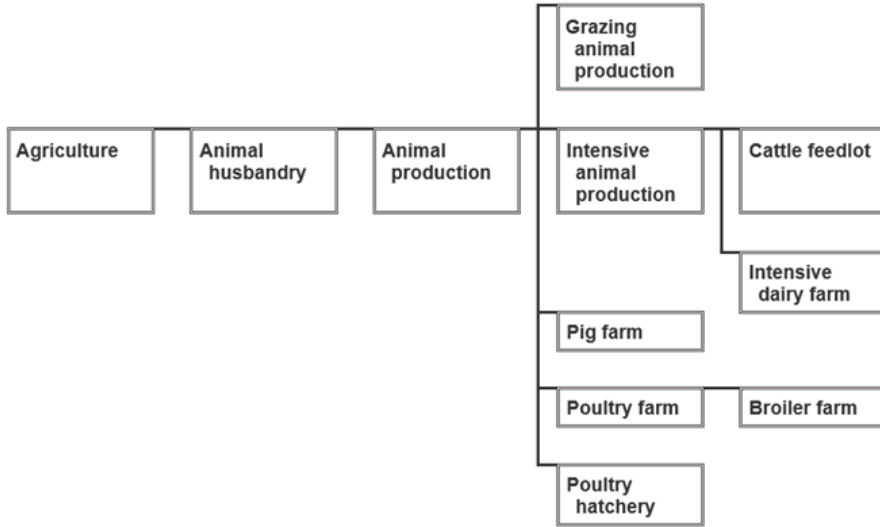 Grazing
animal
production
Agriculture
Animal
husbandry
Animal
production
Intensive
animal
production
Cattle feedlot
Intensive
dairy farm
Pig farm
Poultry farm
Broiler farm
Poultry
hatchery